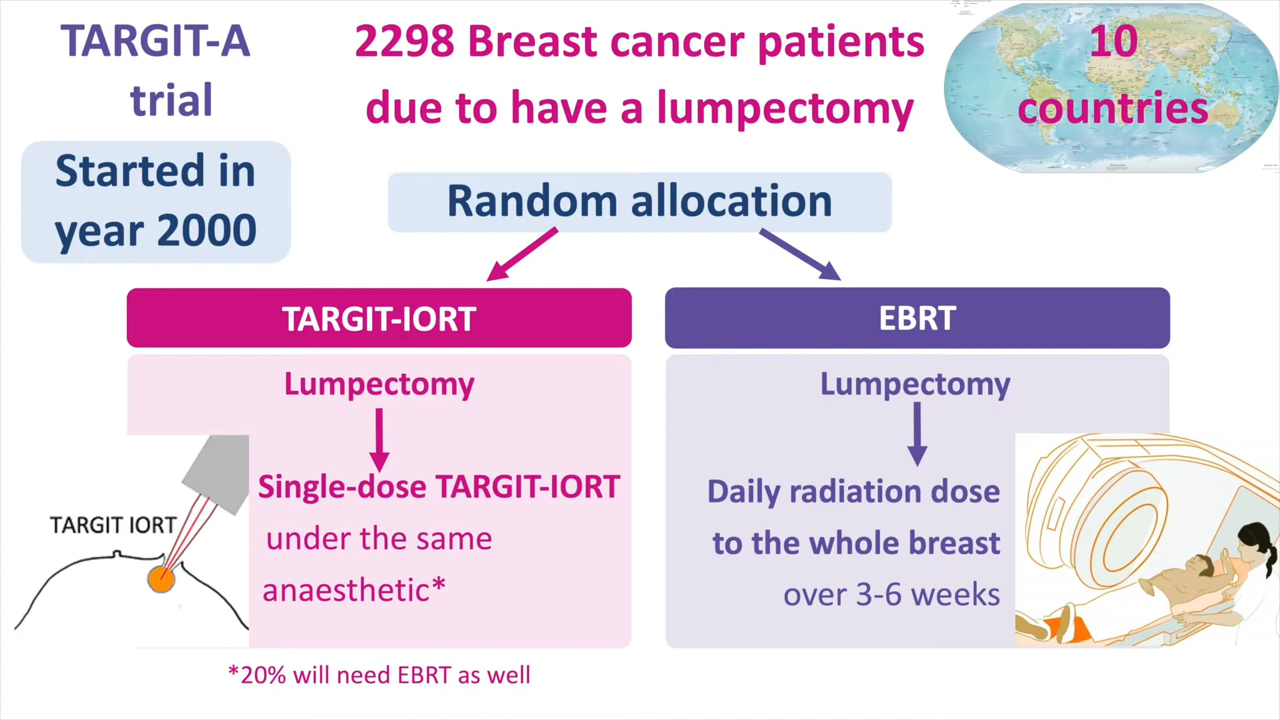 TARGIT-A
trial
2298 Breast cancer patients
due to have a lumpectomy
10
countries
Started in
year 2000
Random allocation
TARGIT-IORT
Lumpectomy
Single-dose TARGIT-IORT
under the same
anaesthetic*
TARGIT IORT
*20% will need EBRT as well
EBRT
Lumpectomy
Daily radiation dose
to the whole breast
over 3-6 weeks